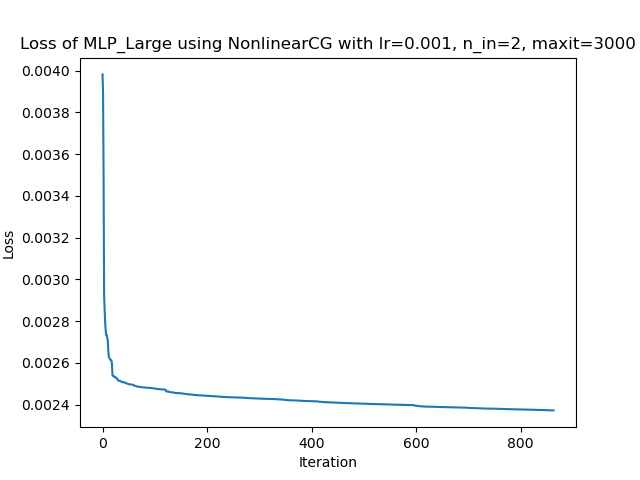 Loss of MLP_Large using NonlinearCG with lr=0.001, n_in=2, maxit=3000
0.0040
0.0038
0.0036
0.0034
0.0032
0.0030
0.0028
0.0026
0.0024
Loss
0 200 400 600 800
Iteration